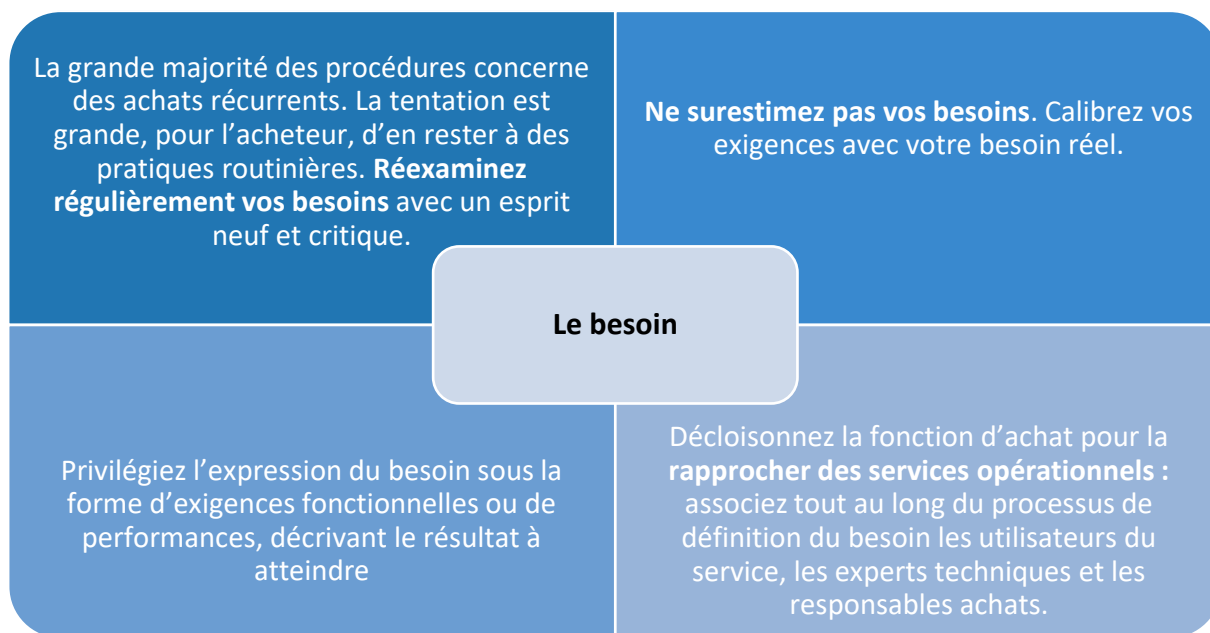 La grande majorité des procédures concerne
des achats récurrents. La tentation est
grande, pour l’acheteur, d’en rester à des
pratiques routinières. Réexaminez
régulièrement vos besoins avec un esprit
neuf et critique.
Ne surestimez pas vos besoins. Calibrez vos
exigences avec votre besoin réel.
Le besoin
Privilégiez l’expression du besoin sous la
forme d’exigences fonctionnelles ou de
performances, décrivant le résultat à
atteindre
Décloisonnez la fonction d’achat pour la
rapprocher des services opérationnels :
associez tout au long du processus de
définition du besoin les utilisateurs du
service, les experts techniques et les
responsables achats.